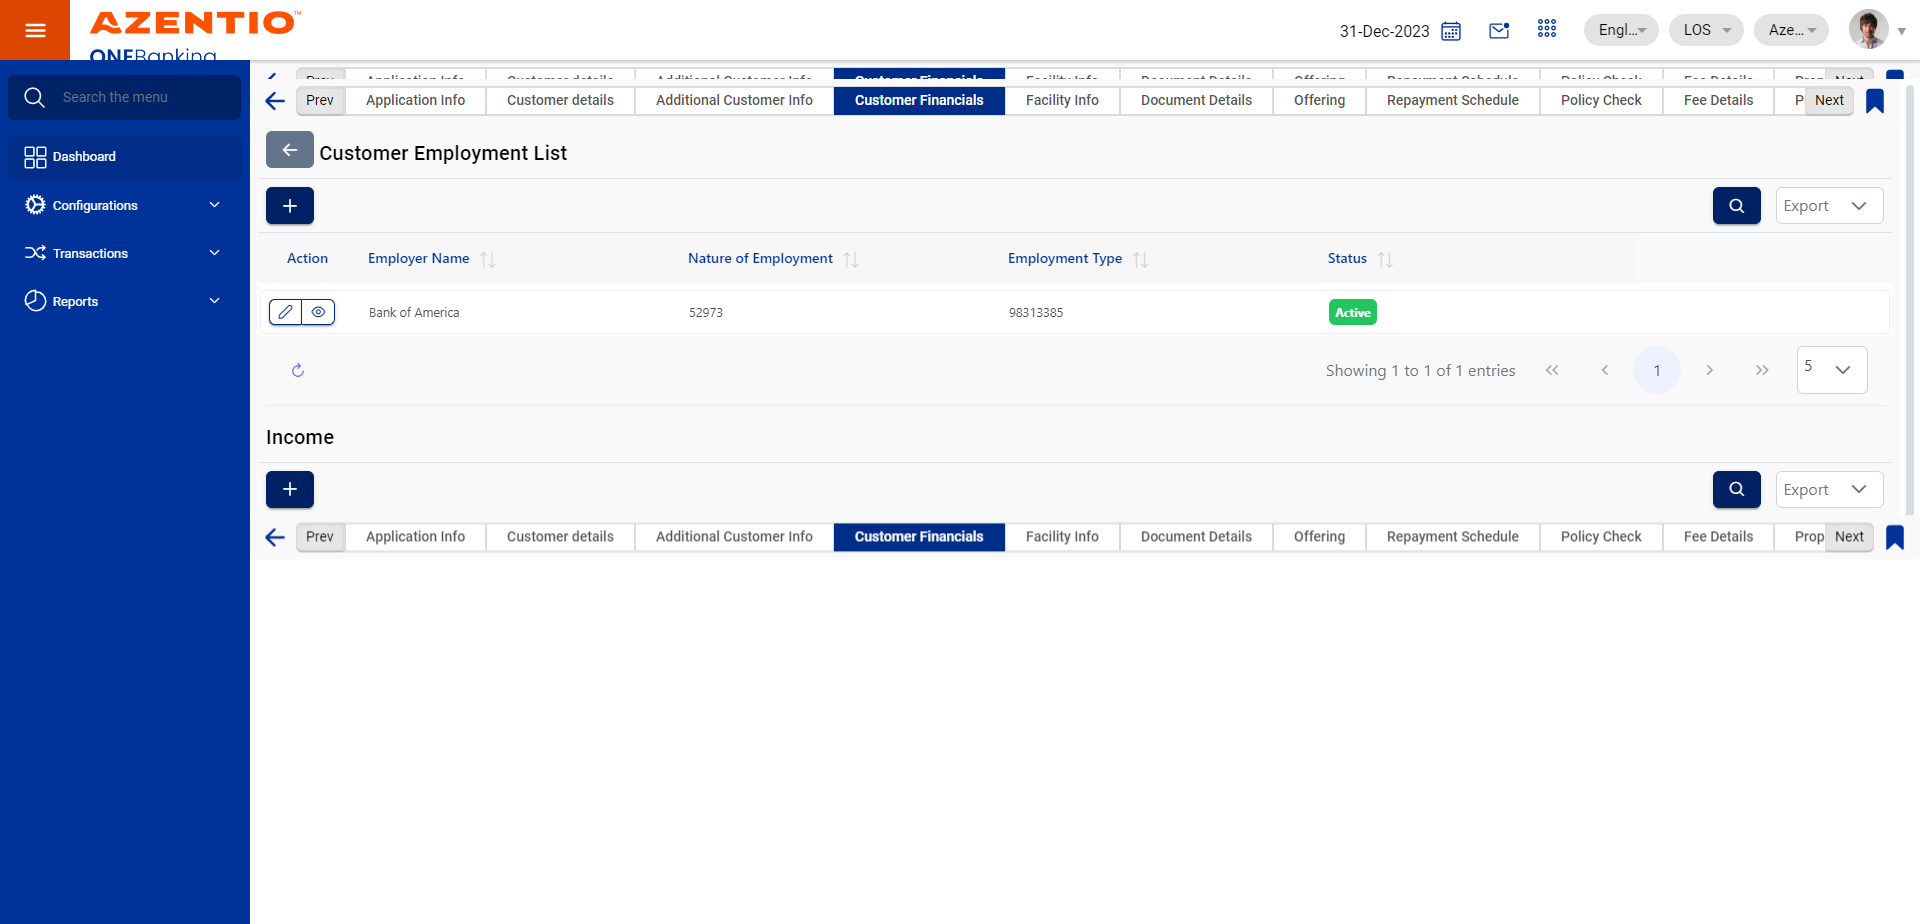 AZENTIO™
ONEBanking
31-Dec-2023
Engl...
LOS
Aze...
Search the menu
Dashboard
Configurations
Transactions
Reports
Prev Application Info Customer details Additional Customer Info Customer Financials Facility Info Document Details Offering Repayment Schedule Policy Check Fee Details Prop Next
Prev Application Info Customer details Additional Customer Info Customer Financials Facility Info Document Details Offering Repayment Schedule Policy Check Fee Details P Next
Customer Employment List
Export
Action Employer Name Nature of Employment Employment Type Status
Bank of America 52973 98313385 Active
Showing 1 to 1 of 1 entries 1 5
Income
Export
Prev Application Info Customer details Additional Customer Info Customer Financials Facility Info Document Details Offering Repayment Schedule Policy Check Fee Details Prop Next